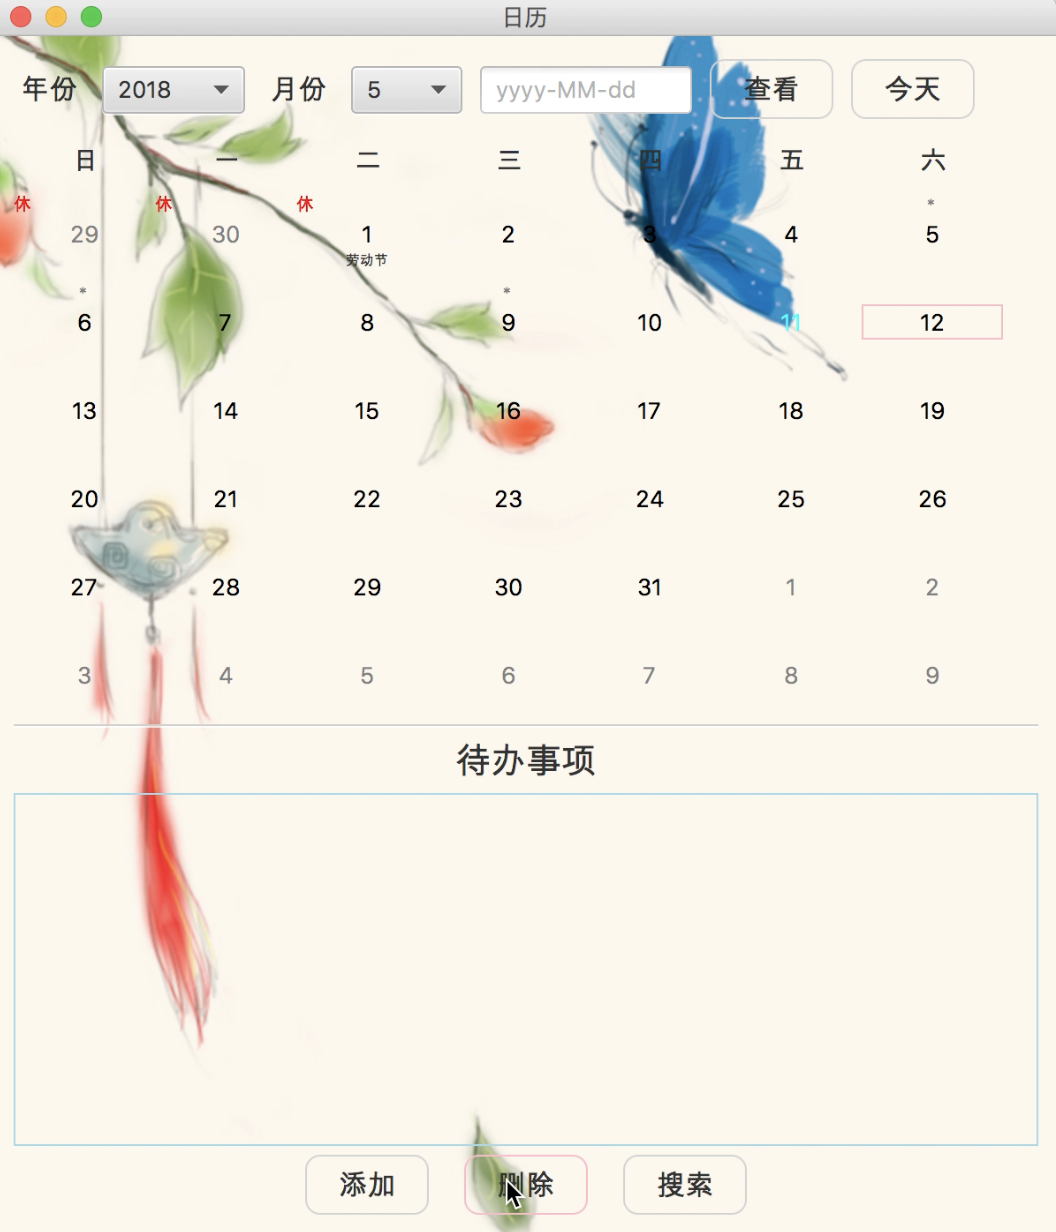 日历
年份 2018 月份 5 yyyy-MM-dd 查看 今天
日 一 二 三 四 五 六
休 休 休 *
29 30 1 2 3 4 5
劳动节
* *
6 7 8 9 10 11 12
13 14 15 16 17 18 19
20 21 22 23 24 25 26
27 28 29 30 31 1 2
3 4 5 6 7 8 9
待办事项
添加 删除 搜索